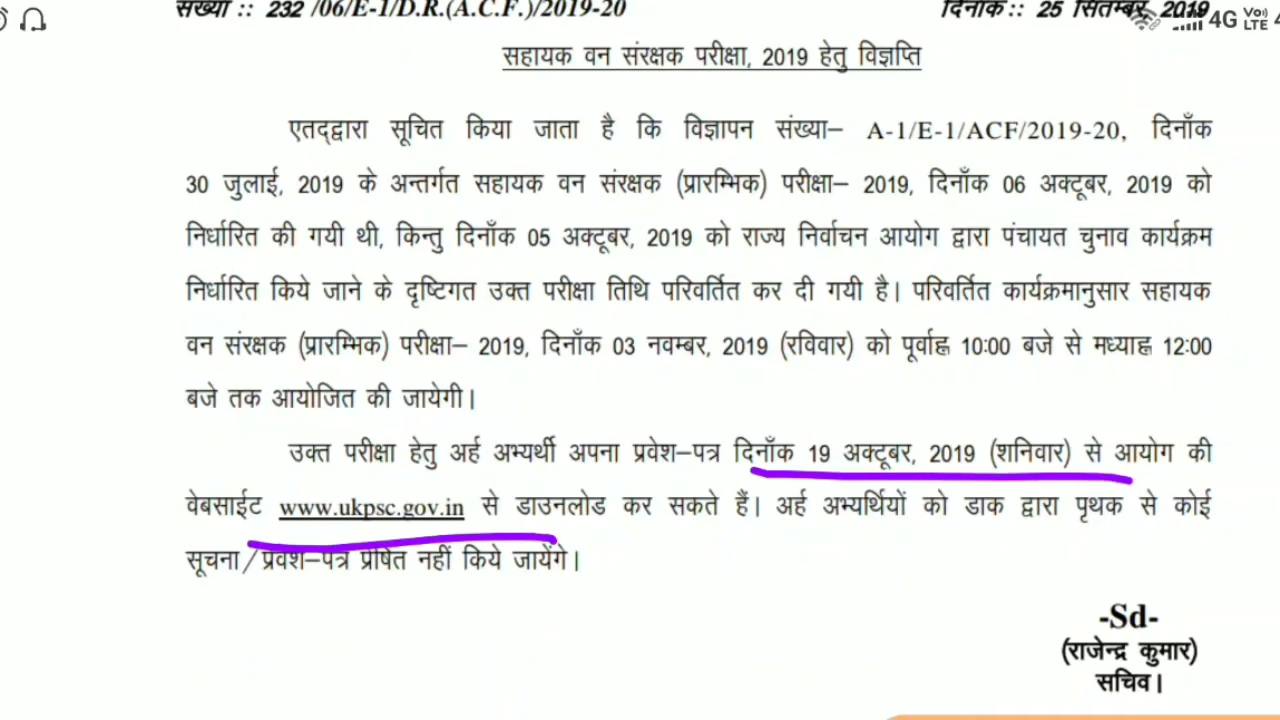 संख्या :: 232 /06/E-1/D.R.(A.C.F.)/2019-20 दिनांक:: 25 सितम्बर, 2019
4G VoLTE
सहायक वन संरक्षक परीक्षा, 2019 हेतु विज्ञप्ति
एतद्द्वारा सूचित किया जाता है कि विज्ञापन संख्या– A-1/E-1/ACF/2019-20, दिनाँक
30 जुलाई, 2019 के अन्तर्गत सहायक वन संरक्षक (प्रारम्भिक) परीक्षा– 2019, दिनाँक 06 अक्टूबर, 2019 को
निर्धारित की गयी थी, किन्तु दिनाँक 05 अक्टूबर, 2019 को राज्य निर्वाचन आयोग द्वारा पंचायत चुनाव कार्यक्रम
निर्धारित किये जाने के दृष्टिगत उक्त परीक्षा तिथि परिवर्तित कर दी गयी है। परिवर्तित कार्यक्रमानुसार सहायक
वन संरक्षक (प्रारम्भिक) परीक्षा– 2019, दिनाँक 03 नवम्बर, 2019 (रविवार) को पूर्वाह्न 10:00 बजे से मध्याह्न 12:00
बजे तक आयोजित की जायेगी।
उक्त परीक्षा हेतु अर्ह अभ्यर्थी अपना प्रवेश–पत्र दिनाँक 19 अक्टूबर, 2019 (शनिवार) से आयोग की
वेबसाईट www.ukpsc.gov.in से डाउनलोड कर सकते हैं। अर्ह अभ्यर्थियों को डाक द्वारा पृथक से कोई
सूचना/प्रवेश–पत्र प्रेषित नहीं किये जायेंगे।
-Sd-
(राजेन्द्र कुमार)
सचिव।